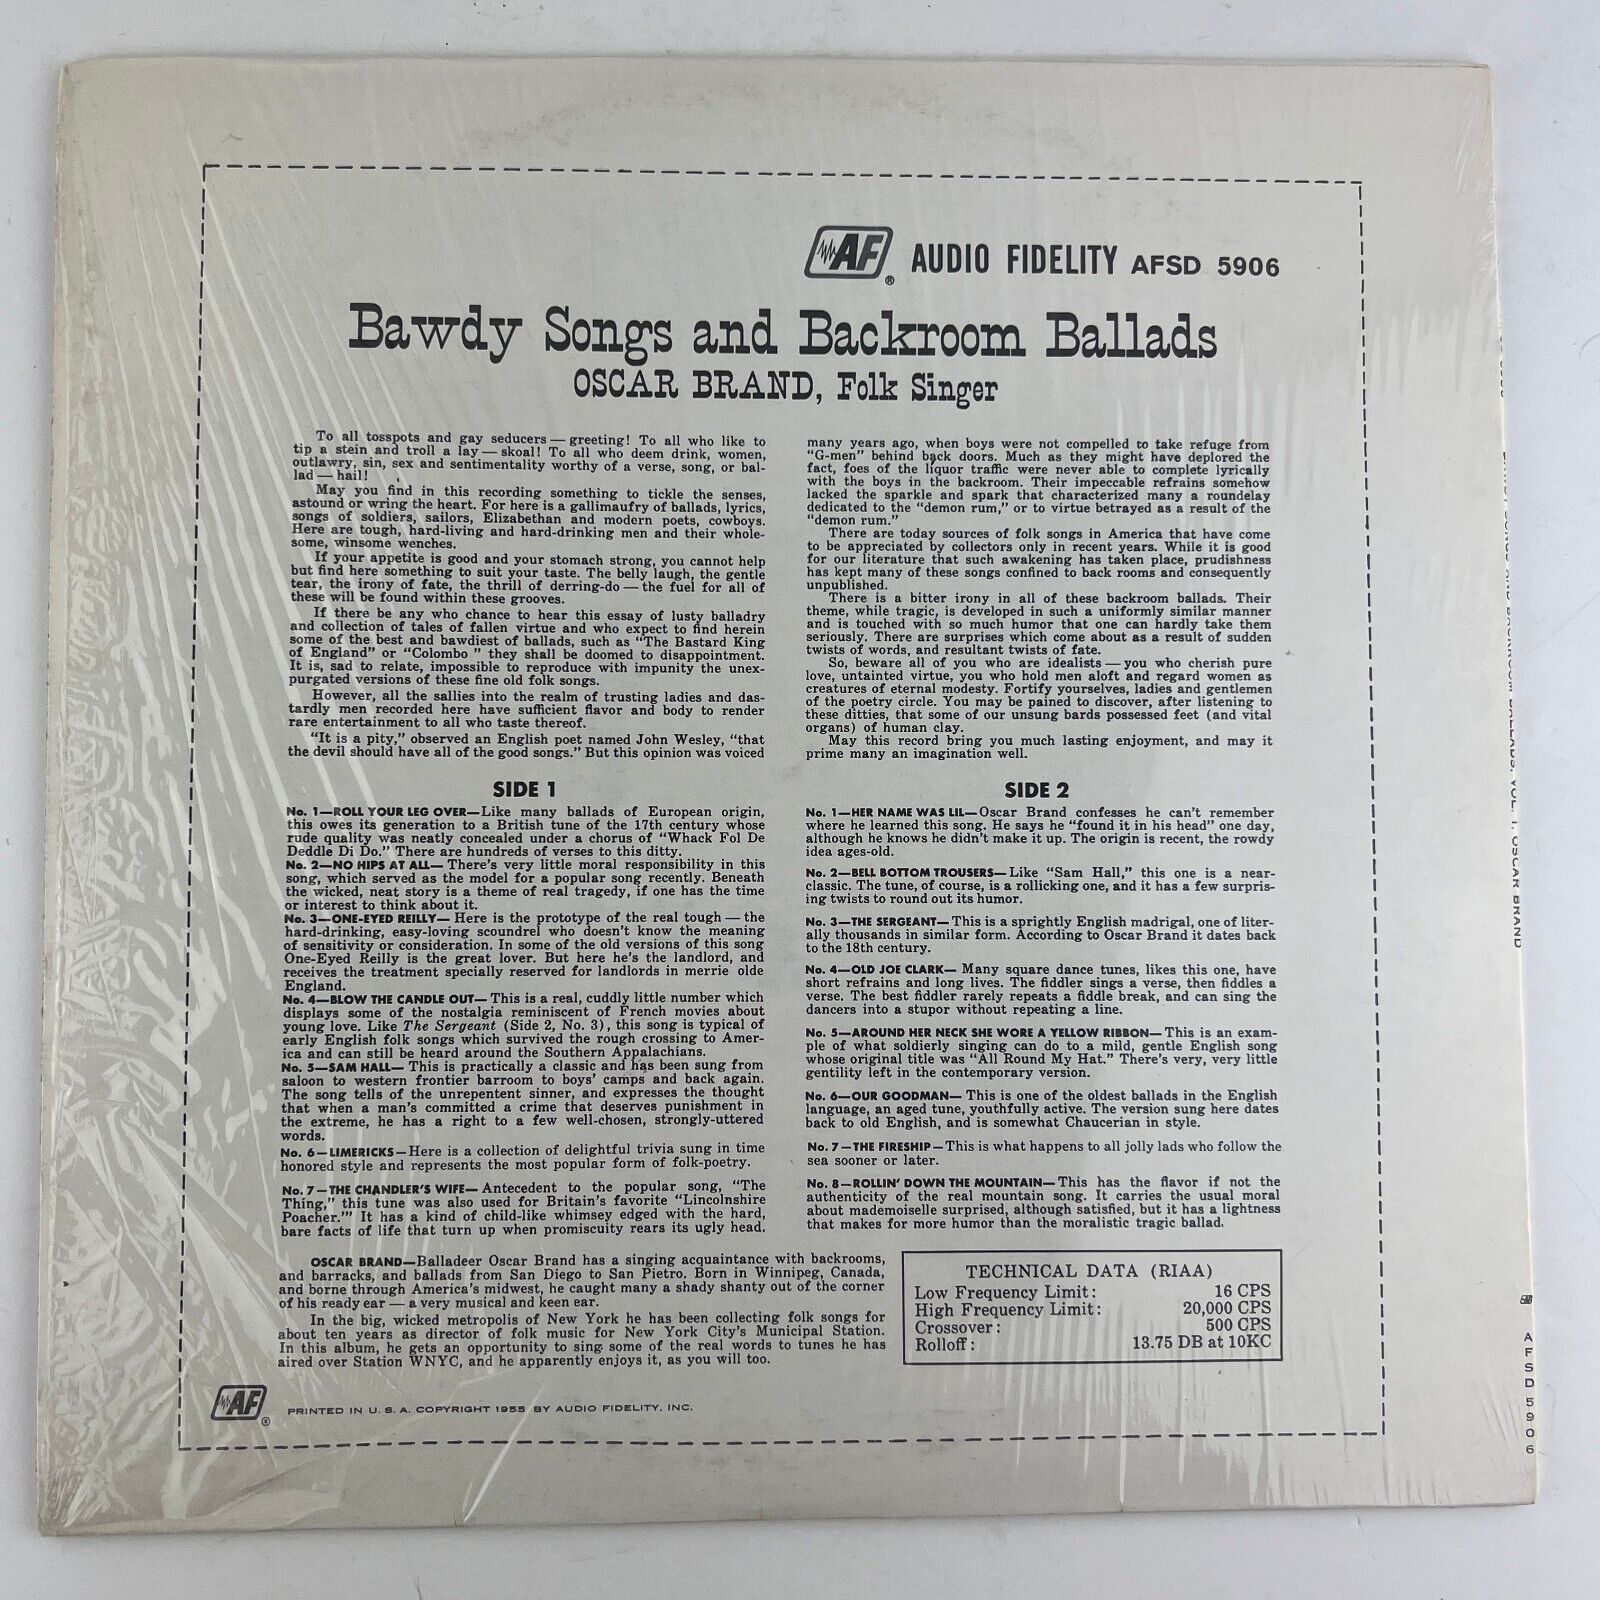 AF AUDIO FIDELITY AFSD 5906
Bawdy Songs and Backroom Ballads
OSCAR BRAND, Folk Singer
To all tosspots and gay seducers — greeting! To all who like to
tip a stein and troll a lay — skoal! To all who deem drink, women,
outlawry, sin, sex and sentimentality worthy of a verse, song, or bal-
lad — hail!
May you find in this recording something to tickle the senses,
astound or wring the heart. For here is a gallimaufry of ballads, lyrics,
songs of soldiers, sailors, Elizabethan and modern poets, cowboys.
Here are tough, hard-living and hard-drinking men and their whole-
some, winsome wenches.
If your appetite is good and your stomach strong, you cannot help
but find here something to suit your taste. The belly laugh, the gentle
tear, the irony of fate, the thrill of derring-do — the fuel for all of
these will be found within these grooves.
If there be any who chance to hear this essay of lusty balladry
and collection of tales of fallen virtue and who expect to find herein
some of the best and bawdiest of ballads, such as "The Bastard King
of England" or "Colombo " they shall be doomed to disappointment.
It is, sad to relate, impossible to reproduce with impunity the unex-
purgated versions of these fine old folk songs.
However, all the sallies into the realm of trusting ladies and das-
tardly men recorded here have sufficient flavor and body to render
rare entertainment to all who taste thereof.
"It is a pity," observed an English poet named John Wesley, "that
the devil should have all of the good songs." But this opinion was voiced
many years ago, when boys were not compelled to take refuge from
"G-men" behind back doors. Much as they might have deplored the
fact, foes of the liquor traffic were never able to complete lyrically
with the boys in the backroom. Their impeccable refrains somehow
lacked the sparkle and spark that characterized many a roundelay
dedicated to the "demon rum," or to virtue betrayed as a result of the
"demon rum."
There are today sources of folk songs in America that have come
to be appreciated by collectors only in recent years. While it is good
for our literature that such awakening has taken place, prudishness
has kept many of these songs confined to back rooms and consequently
unpublished.
There is a bitter irony in all of these backroom ballads. Their
theme, while tragic, is developed in such a uniformly similar manner
and is touched with so much humor that one can hardly take them
seriously. There are surprises which come about as a result of sudden
twists of words, and resultant twists of fate.
So, beware all of you who are idealists — you who cherish pure
love, untainted virtue, you who hold men aloft and regard women as
creatures of eternal modesty. Fortify yourselves, ladies and gentlemen
of the poetry circle. You may be pained to discover, after listening to
these ditties, that some of our unsung bards possessed feet (and vital
organs) of human clay.
May this record bring you much lasting enjoyment, and may it
prime many an imagination well.
SIDE 1
No. 1—ROLL YOUR LEG OVER—Like many ballads of European origin,
this owes its generation to a British tune of the 17th century whose
rude quality was neatly concealed under a chorus of "Whack Fol De
Deddle Di Do." There are hundreds of verses to this ditty.
No. 2—NO HIPS AT ALL— There's very little moral responsibility in this
song, which served as the model for a popular song recently. Beneath
the wicked, neat story is a theme of real tragedy, if one has the time
or interest to think about it.
No. 3—ONE-EYED REILLY— Here is the prototype of the real tough — the
hard-drinking, easy-loving scoundrel who doesn't know the meaning
of sensitivity or consideration. In some of the old versions of this song
One-Eyed Reilly is the great lover. But here he's the landlord, and
receives the treatment specially reserved for landlords in merrie olde
England.
No. 4—BLOW THE CANDLE OUT— This is a real, cuddly little number which
displays some of the nostalgia reminiscent of French movies about
young love. Like The Sergeant (Side 2, No. 3), this song is typical of
early English folk songs which survived the rough crossing to Amer-
ica and can still be heard around the Southern Appalachians.
No. 5—SAM HALL— This is practically a classic and has been sung from
saloon to western frontier barroom to boys' camps and back again.
The song tells of the unrepentent sinner, and expresses the thought
that when a man's committed a crime that deserves punishment in
the extreme, he has a right to a few well-chosen, strongly-uttered
words.
No. 6—LIMERICKS—Here is a collection of delightful trivia sung in time
honored style and represents the most popular form of folk-poetry.
No. 7—THE CHANDLER'S WIFE— Antecedent to the popular song, "The
Thing," this tune was also used for Britain's favorite "Lincolnshire
Poacher.'" It has a kind of child-like whimsey edged with the hard,
bare facts of life that turn up when promiscuity rears its ugly head.
SIDE 2
No. 1—HER NAME WAS LIL—Oscar Brand confesses he can't remember
where he learned this song. He says he "found it in his head" one day,
although he knows he didn't make it up. The origin is recent, the rowdy
idea ages-old.
No. 2—BELL BOTTOM TROUSERS— Like "Sam Hall," this one is a near-
classic. The tune, of course, is a rollicking one, and it has a few surpris-
ing twists to round out its humor.
No. 3—THE SERGEANT— This is a sprightly English madrigal, one of liter-
ally thousands in similar form. According to Oscar Brand it dates back
to the 18th century.
No. 4—OLD JOE CLARK— Many square dance tunes, likes this one, have
short refrains and long lives. The fiddler sings a verse, then fiddles a
verse. The best fiddler rarely repeats a fiddle break, and can sing the
dancers into a stupor without repeating a line.
No. 5—AROUND HER NECK SHE WORE A YELLOW RIBBON— This is an exam-
ple of what soldierly singing can do to a mild, gentle English song
whose original title was "All Round My Hat." There's very, very little
gentility left in the contemporary version.
No. 6—OUR GOODMAN— This is one of the oldest ballads in the English
language, an aged tune, youthfully active. The version sung here dates
back to old English, and is somewhat Chaucerian in style.
No. 7—THE FIRESHIP—This is what happens to all jolly lads who follow the
sea sooner or later.
No. 8—ROLLIN' DOWN THE MOUNTAIN—This has the flavor if not the
authenticity of the real mountain song. It carries the usual moral
about mademoiselle surprised, although satisfied, but it has a lightness
that makes for more humor than the moralistic tragic ballad.
OSCAR BRAND—Balladeer Oscar Brand has a singing acquaintance with backrooms,
and barracks, and ballads from San Diego to San Pietro. Born in Winnipeg, Canada,
and borne through America's midwest, he caught many a shady shanty out of the corner
of his ready ear — a very musical and keen ear.
In the big, wicked metropolis of New York he has been collecting folk songs for
about ten years as director of folk music for New York City's Municipal Station.
In this album, he gets an opportunity to sing some of the real words to tunes he has
aired over Station WNYC, and he apparently enjoys it, as you will too.
TECHNICAL DATA (RIAA)
Low Frequency Limit: 16 CPS
High Frequency Limit: 20,000 CPS
Crossover: 500 CPS
Rolloff: 13.75 DB at 10KC
AF PRINTED IN U. S. A. COPYRIGHT 1955 BY AUDIO FIDELITY, INC.
BACKROOM BALLADS, VOL. 1, OSCAR BRAND
AFSD 5906